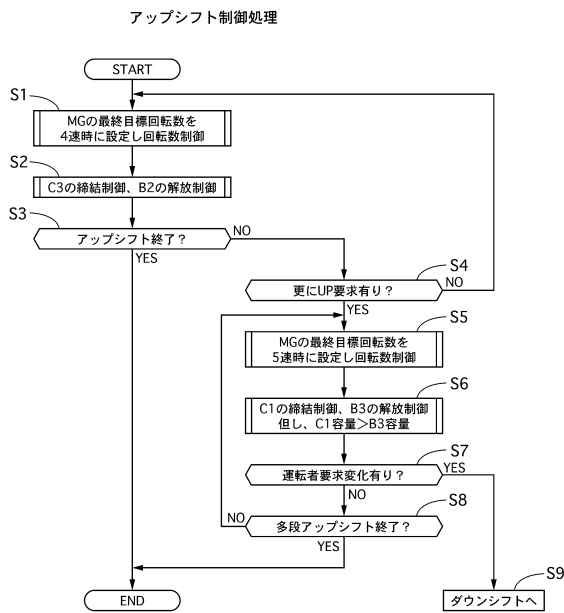 アップシフト制御処理
START
S1
MGの最終目標回転数を
4速時に設定し回転数制御
S2
C3の締結制御、B2の解放制御
S3
アップシフト終了？
NO
YES
S4
更にUP要求有り？
NO
YES
S5
MGの最終目標回転数を
5速時に設定し回転数制御
S6
C1の締結制御、B3の解放制御
但し、C1容量＞B3容量
S7
運転者要求変化有り？
YES
NO
S8
多段アップシフト終了？
NO
YES
S9
ダウンシフトへ
END